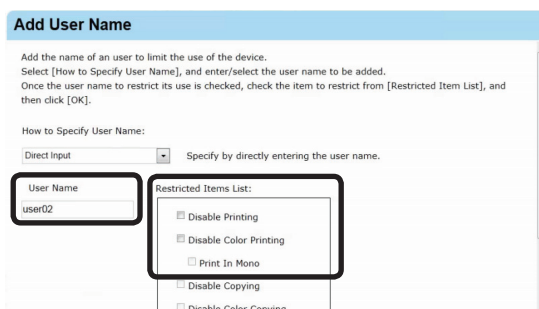 Add User Name
Add the name of an user to limit the use of the device.
Select [How to Specify User Name], and enter/select the user name to be added.
Once the user name to restrict its use is checked, check the item to restrict from [Restricted Item List], and
then click [OK].
How to Specify User Name:
Direct Input
Specify by directly entering the user name.
User Name
user02
Restricted Items List:
Disable Printing
Disable Color Printing
Print In Mono
Disable Copying
Disable Color Copying